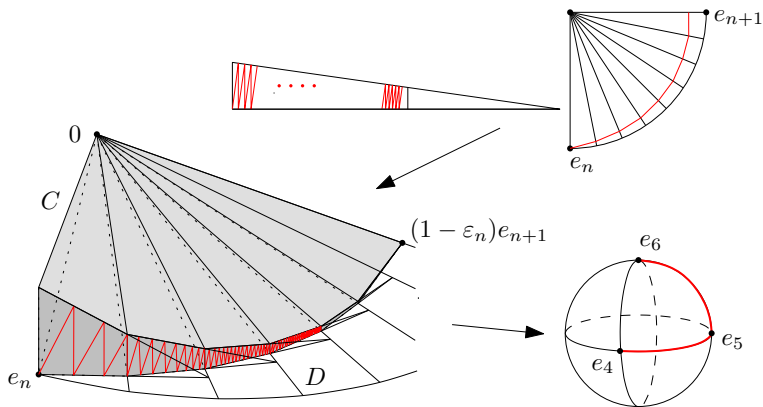 e_{n+1}
e_n
0
C
(1 − ε_n)e_{n+1}
e_6
e_5
e_4
e_n
D